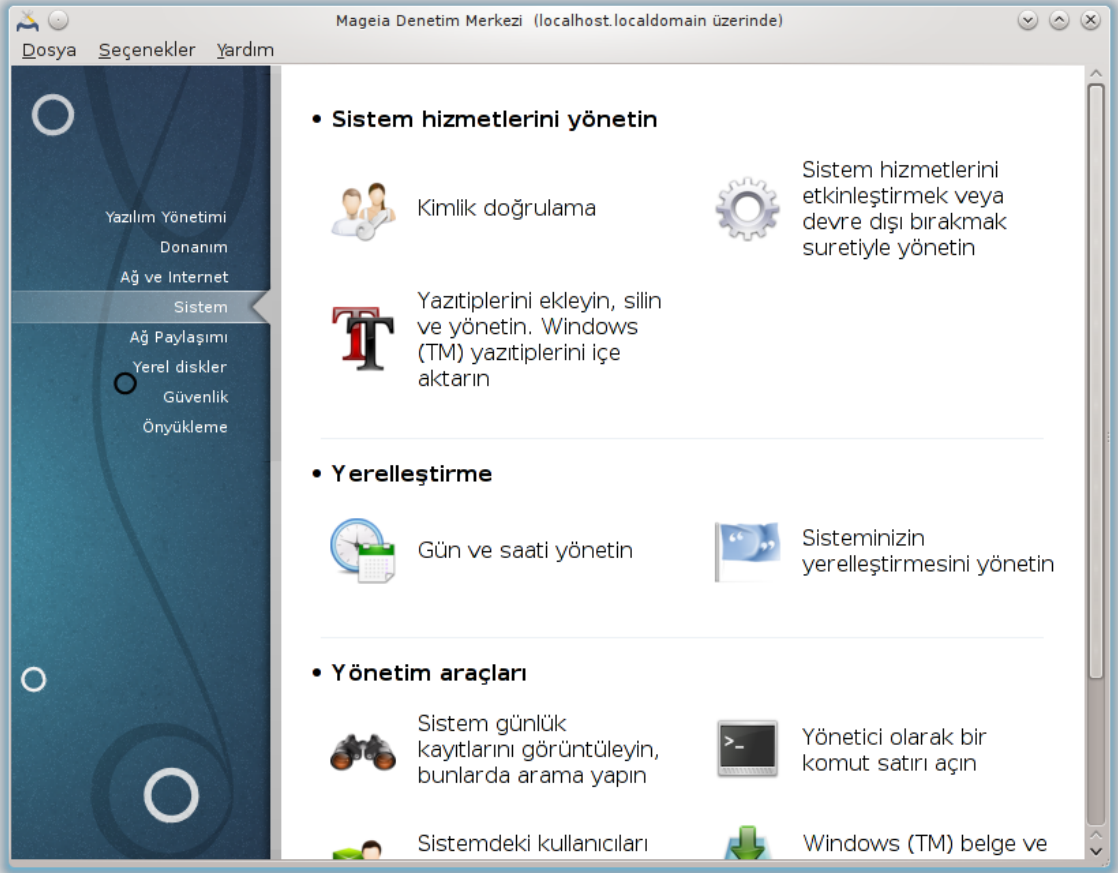 Mageia Denetim Merkezi (localhost.localdomain üzerinde)
Dosya Seçenekler Yardım
Yazılım Yönetimi
Donanım
Ağ ve Internet
Sistem
Ağ Paylaşımı
Yerel diskler
Güvenlik
Önyükleme
• Sistem hizmetlerini yönetin
Kimlik doğrulama
Sistem hizmetlerini
etkinleştirmek veya
devre dışı bırakmak
suretiyle yönetin
Yazıtiplerini ekleyin, silin
ve yönetin. Windows
(TM) yazıtiplerini içe
aktarın
• Yerelleştirme
Gün ve saati yönetin
Sisteminizin
yerelleştirmesini yönetin
• Yönetim araçları
Sistem günlük
kayıtlarını görüntüleyin,
bunlarda arama yapın
Yönetici olarak bir
komut satırı açın
Sistemdeki kullanıcıları
Windows (TM) belge ve